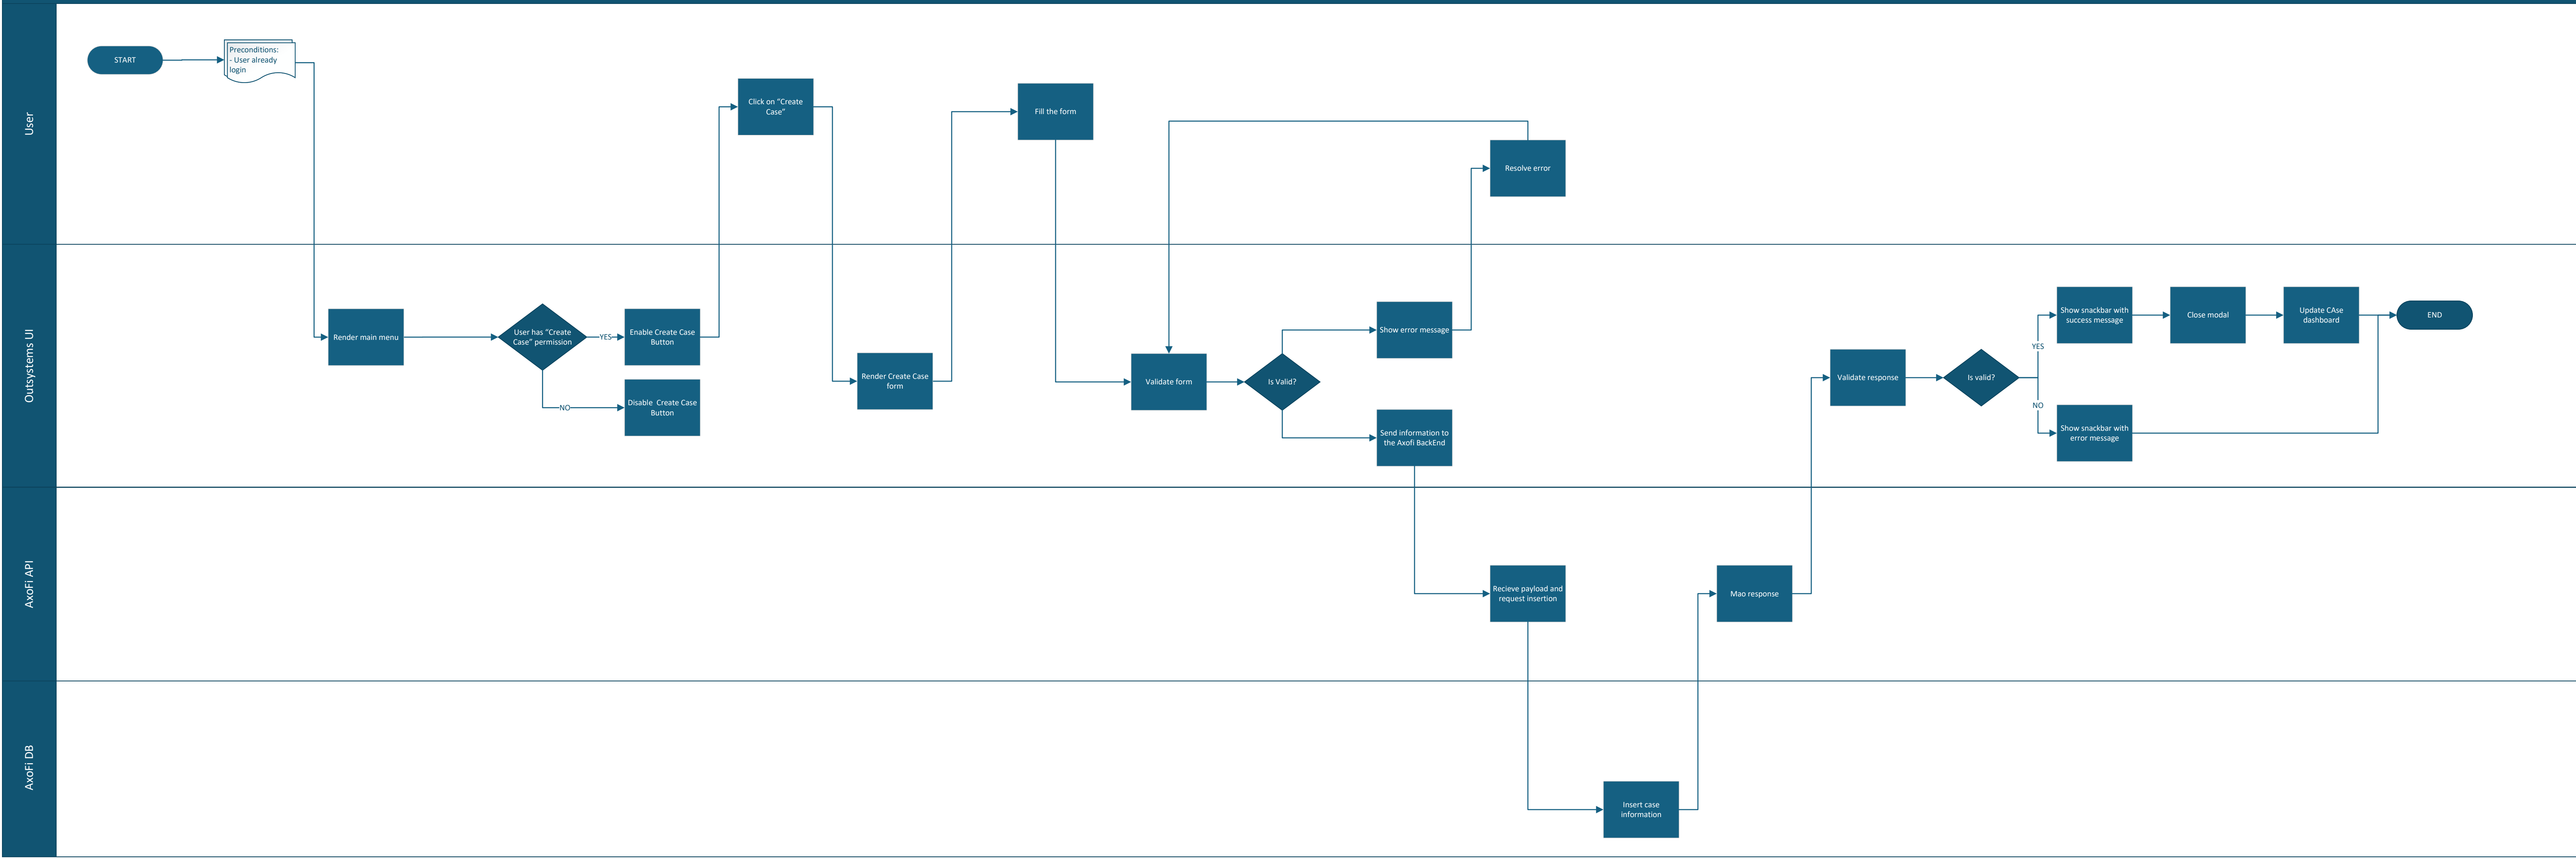 User
START
Preconditions:
- User already
login
Click on "Create
Case"
Fill the form
Resolve error
Outsystems UI
Render main menu
User has "Create
Case" permission
YES
Enable Create Case
Button
NO
Disable  Create Case
Button
Render Create Case
form
Validate form
Is Valid?
Show error message
Send information to
the Axofi BackEnd
Validate response
Is valid?
YES
Show snackbar with
success message
Close modal
Update CAse
dashboard
END
NO
Show snackbar with
error message
AxoFi API
Recieve payload and
request insertion
Mao response
AxoFi DB
Insert case
information